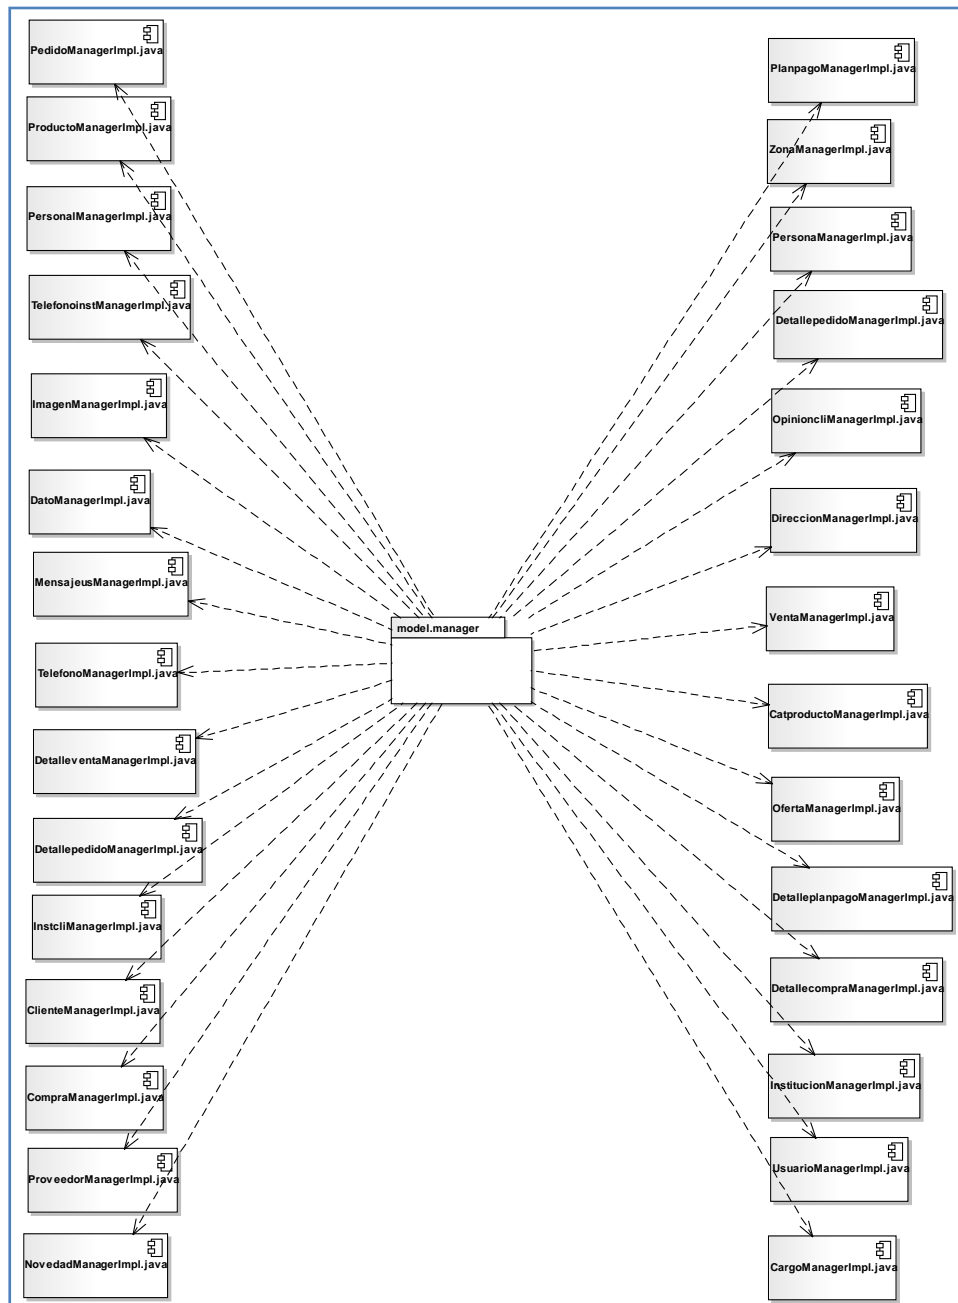 PedidoManagerImpl.java
ProductoManagerImpl.java
PersonalManagerImpl.java
TelefonoinstManagerImpl.java
ImagenManagerImpl.java
DatoManagerImpl.java
MensajeusManagerImpl.java
TelefonoManagerImpl.java
DetalleventaManagerImpl.java
DetallepedidoManagerImpl.java
InstcliManagerImpl.java
ClienteManagerImpl.java
CompraManagerImpl.java
ProveedorManagerImpl.java
NovedadManagerImpl.java
model.manager
PlanpagoManagerImpl.java
ZonaManagerImpl.java
PersonaManagerImpl.java
DetallepedidoManagerImpl.java
OpinioncliManagerImpl.java
DireccionManagerImpl.java
VentaManagerImpl.java
CatproductoManagerImpl.java
OfertaManagerImpl.java
DetalleplanpagoManagerImpl.java
DetallecompraManagerImpl.java
InstitucionManagerImpl.java
UsuarioManagerImpl.java
CargoManagerImpl.java